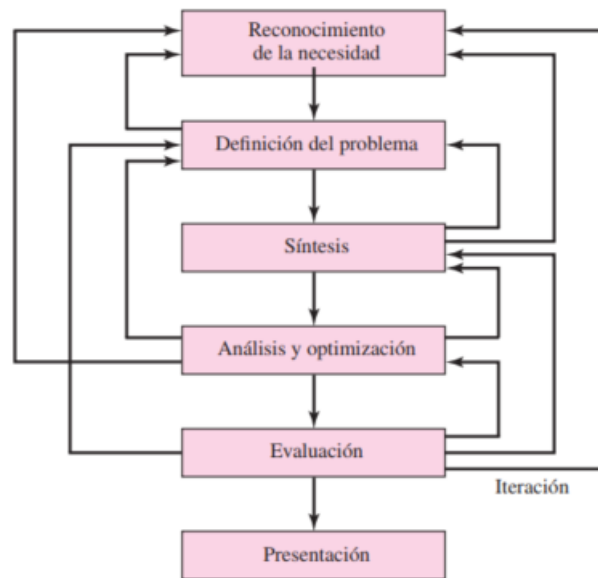 Reconocimiento
de la necesidad
Definición del problema
Síntesis
Análisis y optimización
Evaluación
Iteración
Presentación